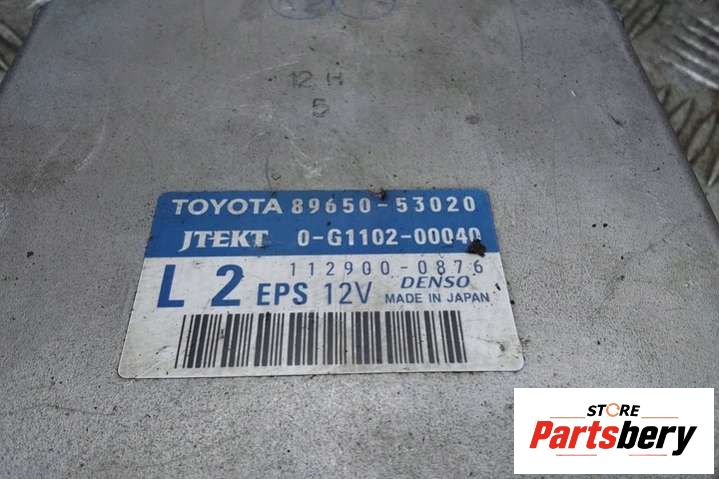 12 H
5
TOYOTA 89650-53020
JTEKT 0-G1102-00040
112900-0876
L2 EPS 12V DENSO MADE IN JAPAN
STORE
Partsbery